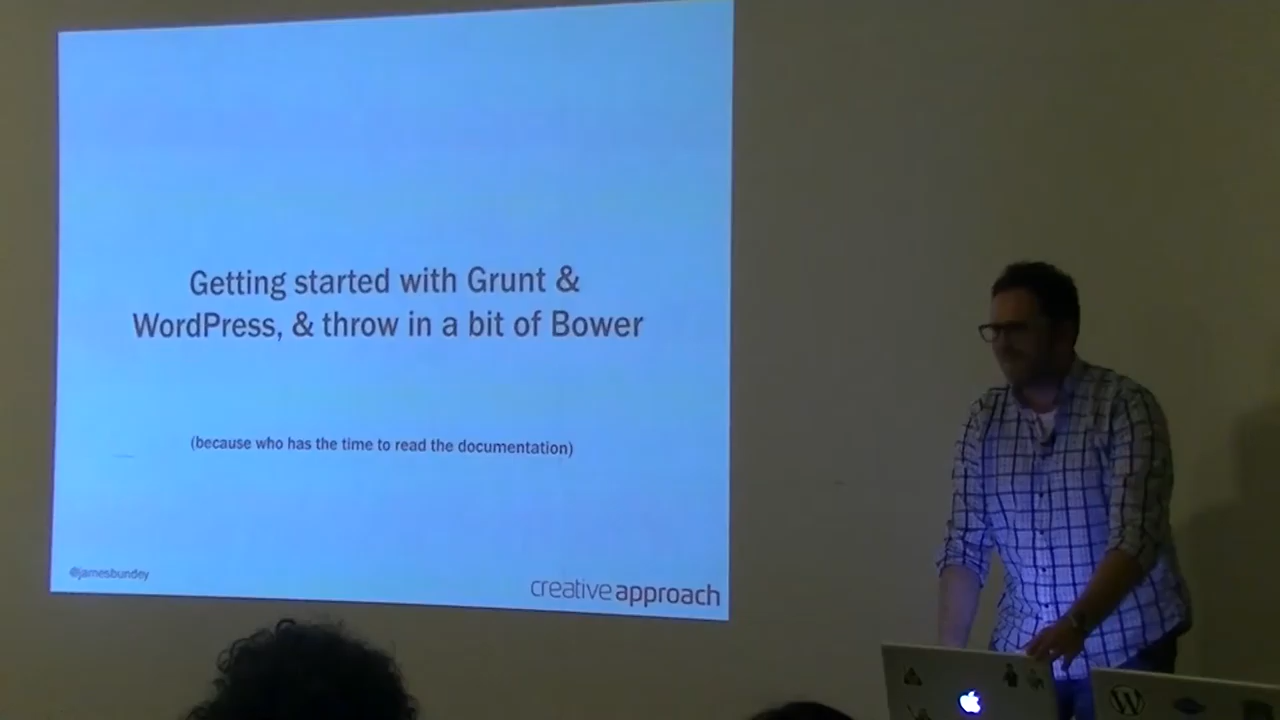 Getting started with Grunt &
WordPress, & throw in a bit of Bower
(because who has the time to read the documentation)
@jamesbundey
creative approach